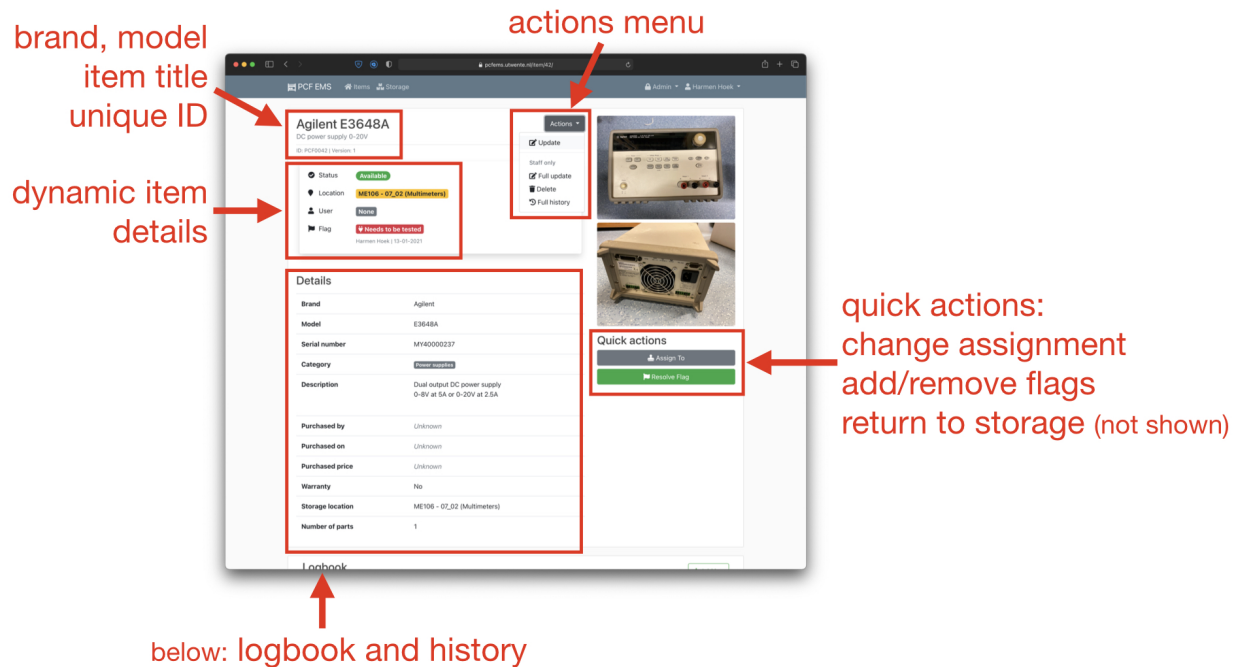 actions menu
brand, model
item title
unique ID
dynamic item
details
pcfems.utwente.nl/item/42/
PCF EMS Items Storage Admin Harmen Hoek
Agilent E3648A
DC power supply 0-20V
ID: PCF0042 | Version: 1
Actions
Update
Staff only
Full update
Delete
Full history
Status Available
Location ME106 - 07_02 (Multimeters)
User None
Flag Needs to be tested
Harmen Hoek | 13-01-2021
Details
Brand Agilent
Model E3648A
Serial number MY40000237
Category Power supplies
Description Dual output DC power supply
0-8V at 5A or 0-20V at 2.5A
Purchased by Unknown
Purchased on Unknown
Purchased price Unknown
Warranty No
Storage location ME106 - 07_02 (Multimeters)
Number of parts 1
Logbook
Quick actions
Assign To
Resolve Flag
quick actions:
change assignment
add/remove flags
return to storage (not shown)
below: logbook and history